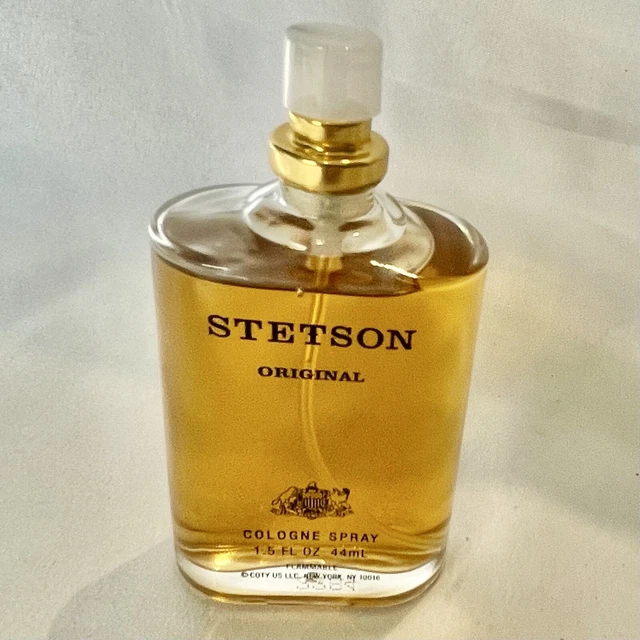 STETSON
ORIGINAL
COLOGNE SPRAY
1.5 FL OZ 44mL
FLAMMABLE
© COTY US LLC, NEW YORK, NY 10016